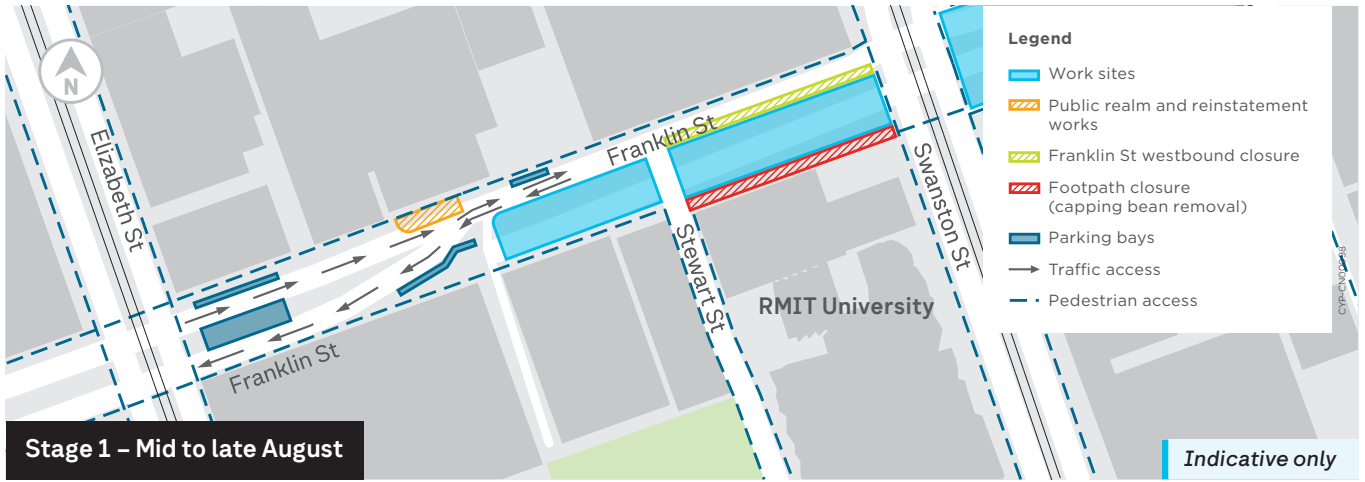 N
Elizabeth St
Franklin St
Franklin St
Stewart St
Swanston St
RMIT University
Legend
Work sites
Public realm and reinstatement
works
Franklin St westbound closure
Footpath closure
(capping bean removal)
Parking bays
Traffic access
Pedestrian access
Stage 1 – Mid to late August
Indicative only